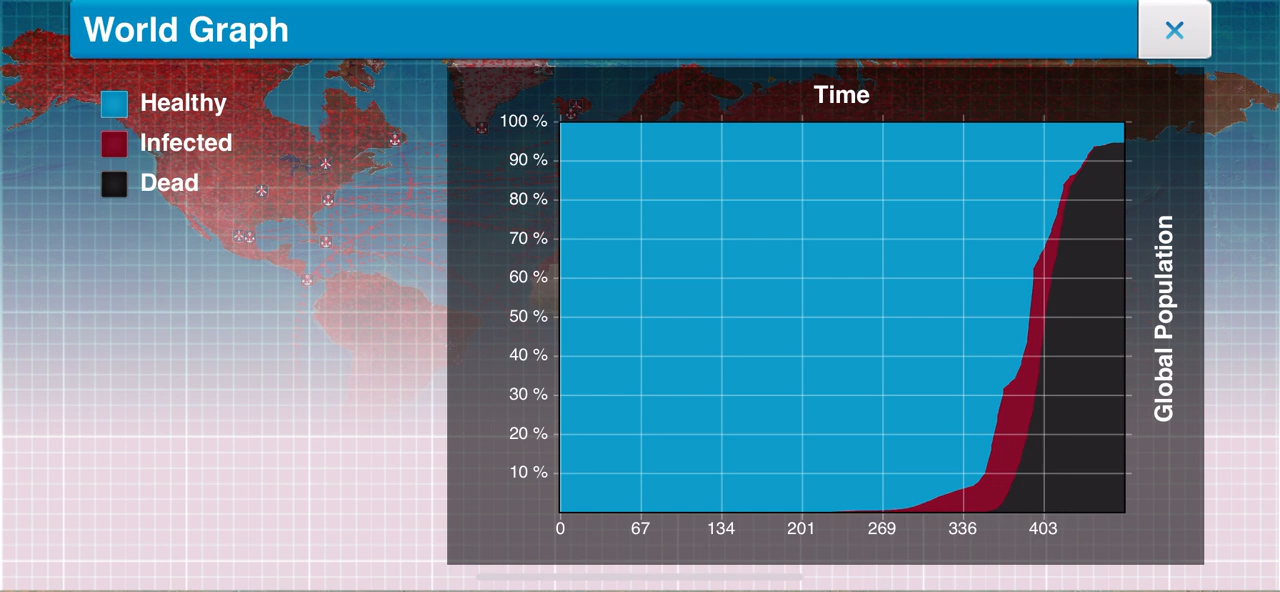 World Graph
×
Healthy
Infected
Dead
Time
100 %
90 %
80 %
70 %
60 %
50 %
40 %
30 %
20 %
10 %
0 67 134 201 269 336 403
Global Population